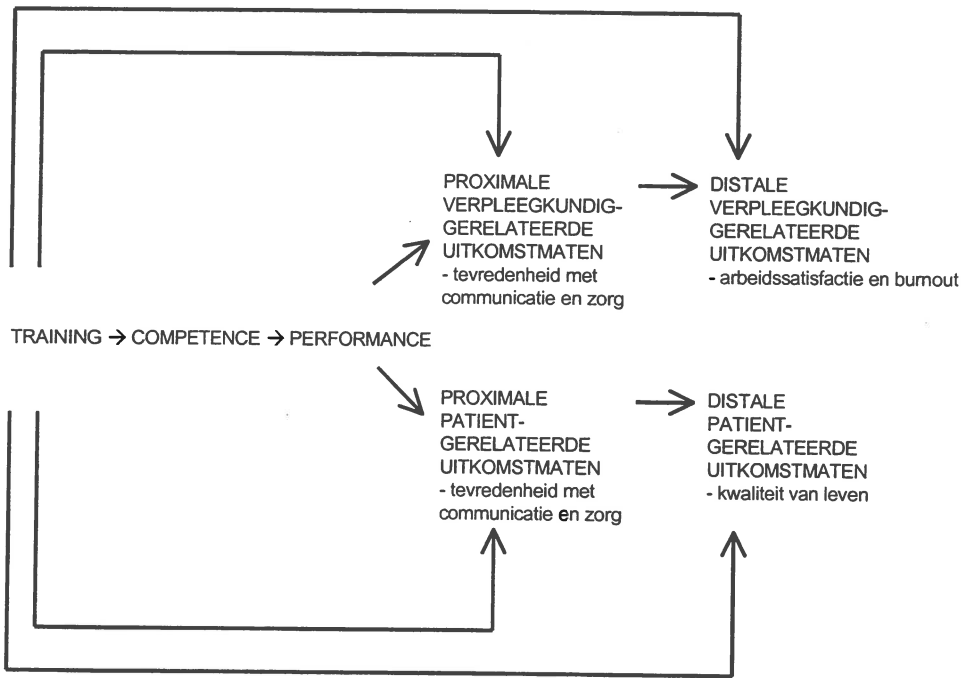 PROXIMALE
VERPLEEGKUNDIG-
GERELATEERDE
UITKOMSTMATEN
- tevredenheid met
communicatie en zorg
DISTALE
VERPLEEGKUNDIG-
GERELATEERDE
UITKOMSTMATEN
- arbeidssatisfactie en burnout
TRAINING → COMPETENCE → PERFORMANCE
PROXIMALE
PATIENT-
GERELATEERDE
UITKOMSTMATEN
- tevredenheid met
communicatie en zorg
DISTALE
PATIENT-
GERELATEERDE
UITKOMSTMATEN
- kwaliteit van leven